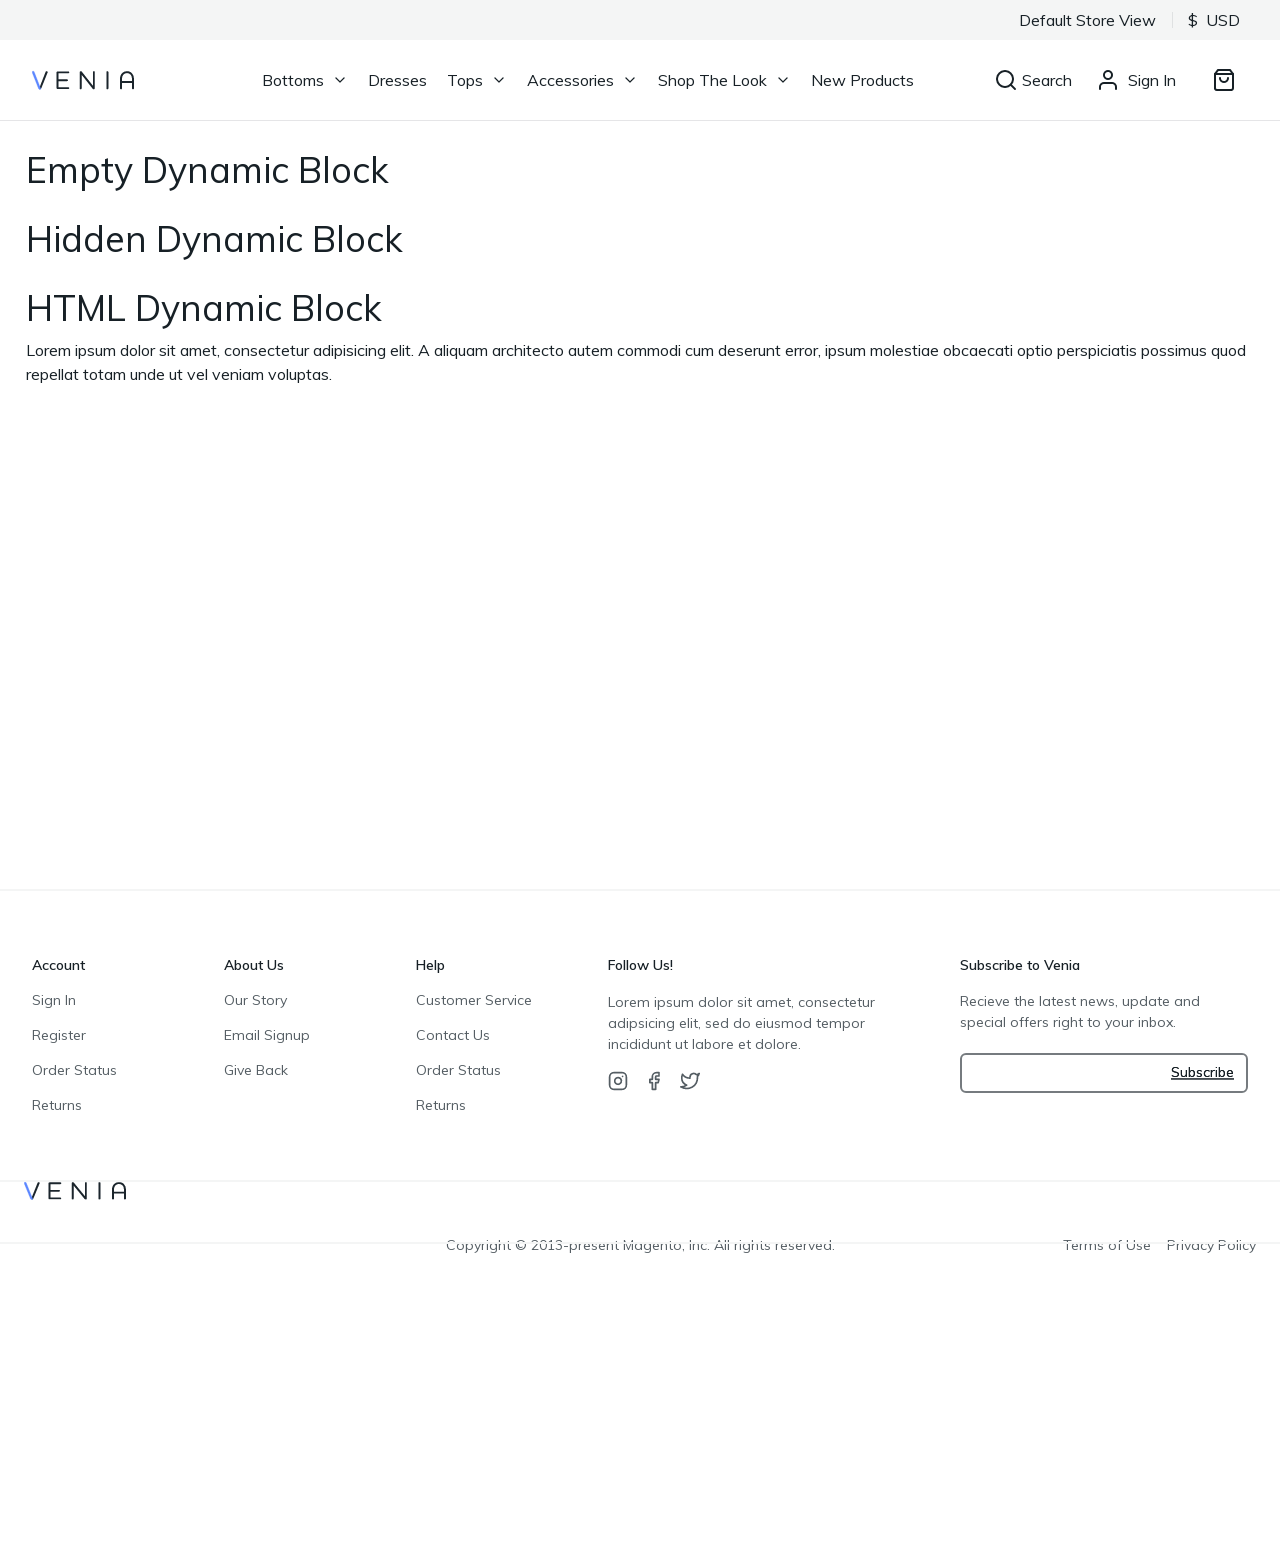 Default Store View
$ USD
VENIA
Bottoms
Dresses
Tops
Accessories
Shop The Look
New Products
Search
Sign In
Empty Dynamic Block
Hidden Dynamic Block
HTML Dynamic Block
Lorem ipsum dolor sit amet, consectetur adipisicing elit. A aliquam architecto autem commodi cum deserunt error, ipsum molestiae obcaecati optio perspiciatis possimus quod
repellat totam unde ut vel veniam voluptas.
Account
Sign In
Register
Order Status
Returns
About Us
Our Story
Email Signup
Give Back
Help
Customer Service
Contact Us
Order Status
Returns
Follow Us!
Lorem ipsum dolor sit amet, consectetur
adipsicing elit, sed do eiusmod tempor
incididunt ut labore et dolore.
Subscribe to Venia
Recieve the latest news, update and
special offers right to your inbox.
Subscribe
VENIA
Copyright © 2013-present Magento, Inc. All rights reserved.
Terms of Use
Privacy Policy